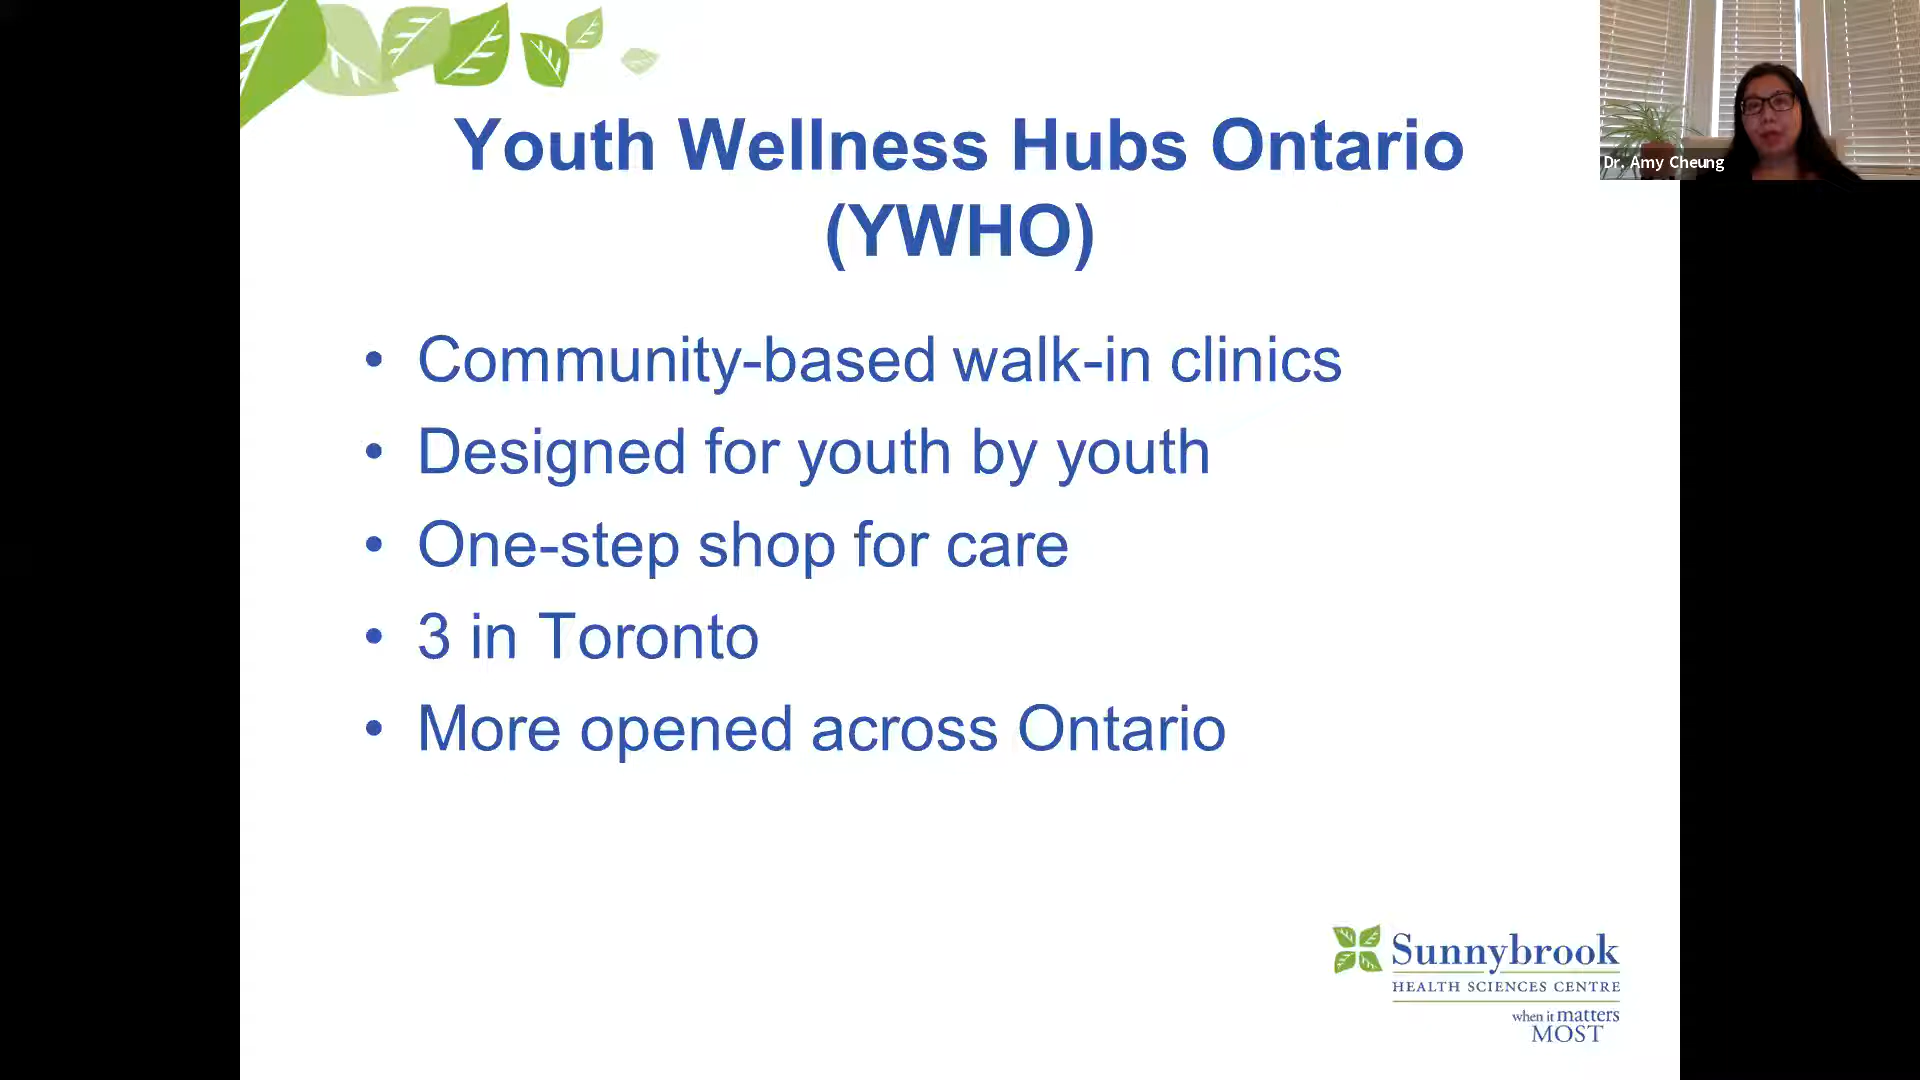 Youth Wellness Hubs Ontario
(YWHO)
• Community-based walk-in clinics
• Designed for youth by youth
• One-step shop for care
• 3 in Toronto
• More opened across Ontario
Dr. Amy Cheung
Sunnybrook
HEALTH SCIENCES CENTRE
when it matters
MOST